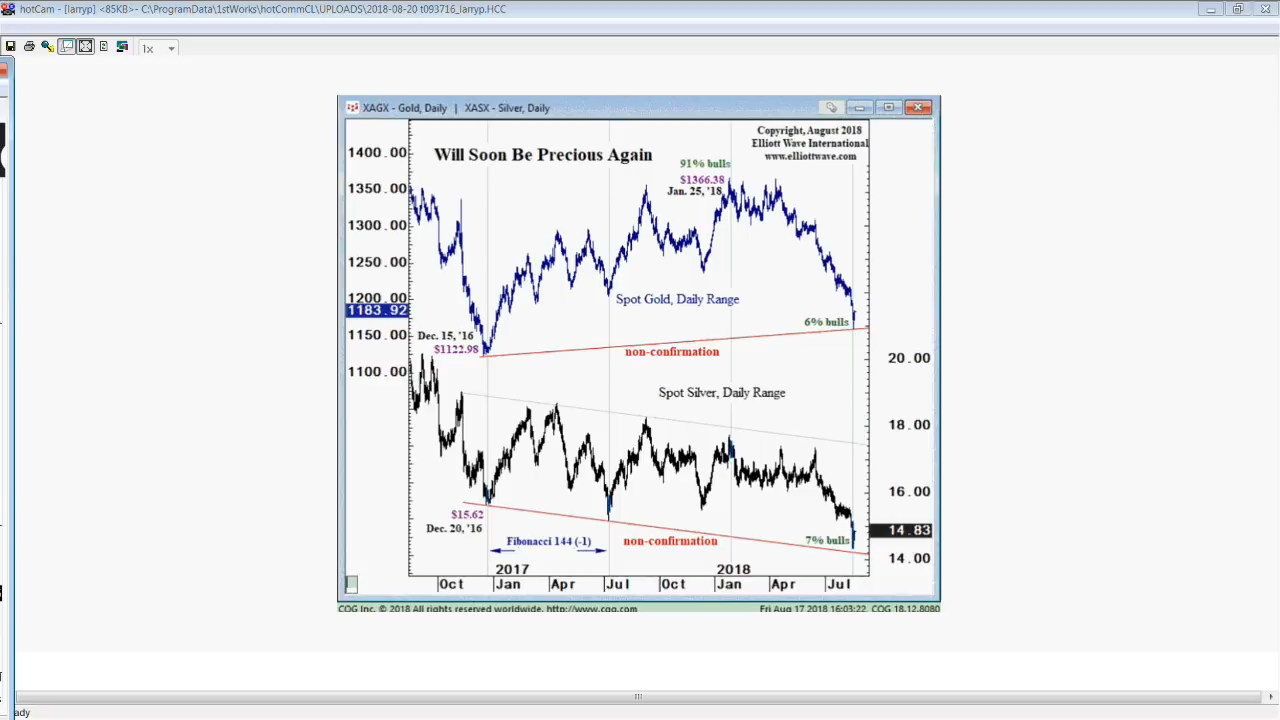 hotCam - [larryp] <85KB>- C:\ProgramData\1stWorks\hotCommCL\UPLOADS\2018-08-20 t093716_larryp.HCC
1x
XAGX - Gold, Daily | XASX - Silver, Daily
Copyright, August 2018
Elliott Wave International
www.elliottwave.com
Will Soon Be Precious Again
91% bulls
$1366.38
Jan. 25, '18
1400.00
1350.00
1300.00
1250.00
1200.00
1183.92
1150.00
1100.00
Spot Gold, Daily Range
6% bulls
Dec. 15, '16
$1122.98
non-confirmation
20.00
18.00
16.00
14.83
14.00
Spot Silver, Daily Range
$15.62
Dec. 20, '16
Fibonacci 144 (-1)
non-confirmation
7% bulls
2017
2018
Oct Jan Apr Jul Oct Jan Apr Jul
CQG Inc. © 2018 All rights reserved worldwide. http://www.cqg.com
Fri Aug 17 2018 16:03:22, CQG 18.12.8080
ady